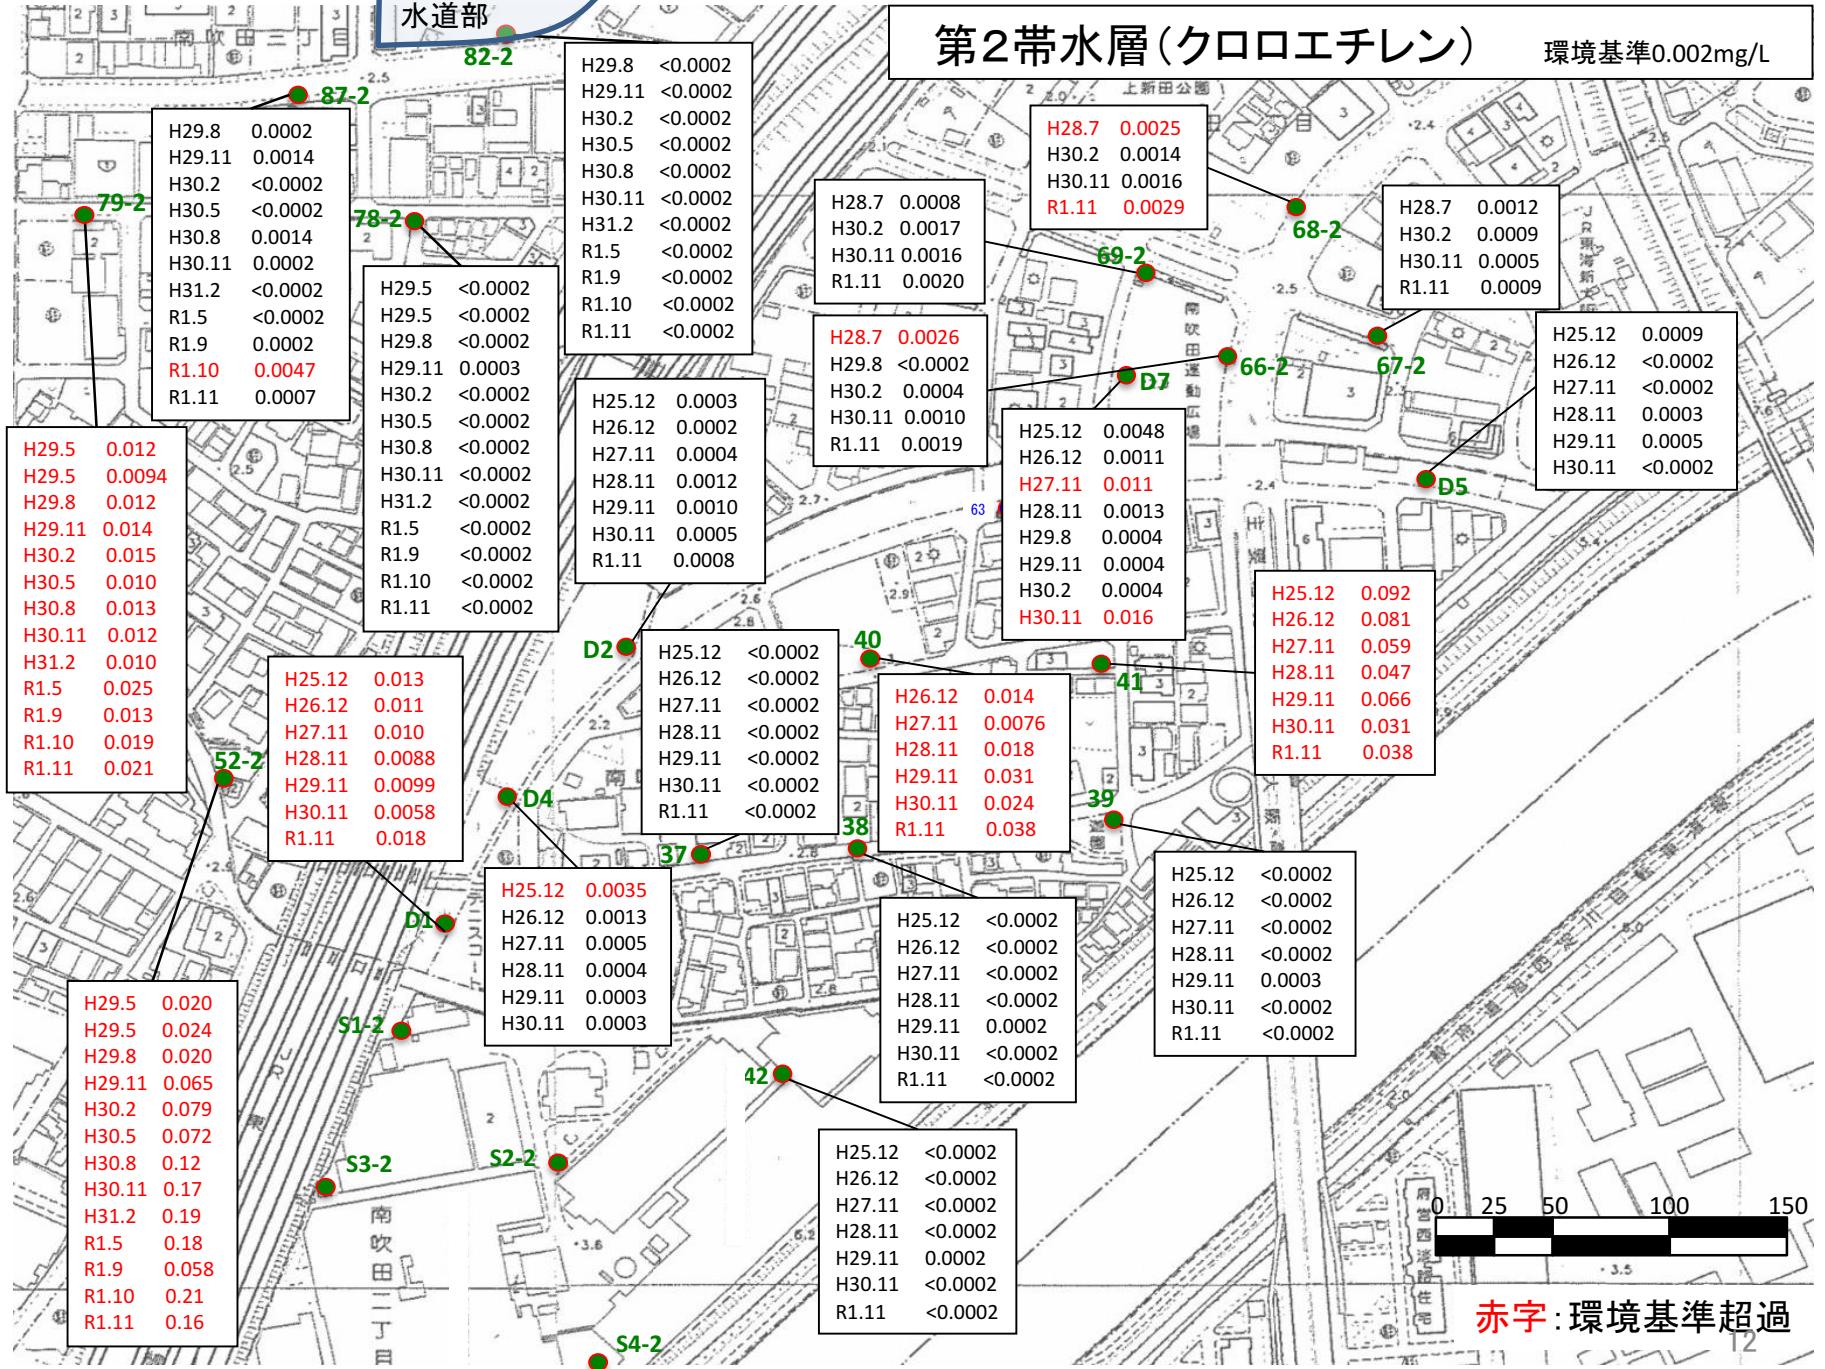 水道部
第2帯水層(クロロエチレン) 環境基準0.002mg/L
南吹田三丁目
上新田公園
82-2
H29.8 <0.0002
H29.11 <0.0002
H30.2 <0.0002
H30.5 <0.0002
H30.8 <0.0002
H30.11 <0.0002
H31.2 <0.0002
R1.5 <0.0002
R1.9 <0.0002
R1.10 <0.0002
R1.11 <0.0002
87-2
H29.8 0.0002
H29.11 0.0014
H30.2 <0.0002
H30.5 <0.0002
H30.8 0.0014
H30.11 0.0002
H31.2 <0.0002
R1.5 <0.0002
R1.9 0.0002
R1.10 0.0047
R1.11 0.0007
79-2
H29.5 0.012
H29.5 0.0094
H29.8 0.012
H29.11 0.014
H30.2 0.015
H30.5 0.010
H30.8 0.013
H30.11 0.012
H31.2 0.010
R1.5 0.025
R1.9 0.013
R1.10 0.019
R1.11 0.021
78-2
H29.5 <0.0002
H29.5 <0.0002
H29.8 <0.0002
H29.11 0.0003
H30.2 <0.0002
H30.5 <0.0002
H30.8 <0.0002
H30.11 <0.0002
H31.2 <0.0002
R1.5 <0.0002
R1.9 <0.0002
R1.10 <0.0002
R1.11 <0.0002
68-2
H28.7 0.0025
H30.2 0.0014
H30.11 0.0016
R1.11 0.0029
69-2
H28.7 0.0008
H30.2 0.0017
H30.11 0.0016
R1.11 0.0020
67-2
H28.7 0.0012
H30.2 0.0009
H30.11 0.0005
R1.11 0.0009
66-2
H28.7 0.0026
H29.8 <0.0002
H30.2 0.0004
H30.11 0.0010
R1.11 0.0019
南吹田運動広場
D5
H25.12 0.0009
H26.12 <0.0002
H27.11 <0.0002
H28.11 0.0003
H29.11 0.0005
H30.11 <0.0002
D7
H25.12 0.0048
H26.12 0.0011
H27.11 0.011
H28.11 0.0013
H29.8 0.0004
H29.11 0.0004
H30.2 0.0004
H30.11 0.016
63
D2
H25.12 0.0003
H26.12 0.0002
H27.11 0.0004
H28.11 0.0012
H29.11 0.0010
H30.11 0.0005
R1.11 0.0008
41
H25.12 0.092
H26.12 0.081
H27.11 0.059
H28.11 0.047
H29.11 0.066
H30.11 0.031
R1.11 0.038
40
H26.12 0.014
H27.11 0.0076
H28.11 0.018
H29.11 0.031
H30.11 0.024
R1.11 0.038
37
H25.12 <0.0002
H26.12 <0.0002
H27.11 <0.0002
H28.11 <0.0002
H29.11 <0.0002
H30.11 <0.0002
R1.11 <0.0002
D1
H25.12 0.013
H26.12 0.011
H27.11 0.010
H28.11 0.0088
H29.11 0.0099
H30.11 0.0058
R1.11 0.018
D4
H25.12 0.0035
H26.12 0.0013
H27.11 0.0005
H28.11 0.0004
H29.11 0.0003
H30.11 0.0003
38
H25.12 <0.0002
H26.12 <0.0002
H27.11 <0.0002
H28.11 <0.0002
H29.11 0.0002
H30.11 <0.0002
R1.11 <0.0002
39
H25.12 <0.0002
H26.12 <0.0002
H27.11 <0.0002
H28.11 <0.0002
H29.11 0.0003
H30.11 <0.0002
R1.11 <0.0002
52-2
H29.5 0.020
H29.5 0.024
H29.8 0.020
H29.11 0.065
H30.2 0.079
H30.5 0.072
H30.8 0.12
H30.11 0.17
H31.2 0.19
R1.5 0.18
R1.9 0.058
R1.10 0.21
R1.11 0.16
42
H25.12 <0.0002
H26.12 <0.0002
H27.11 <0.0002
H28.11 <0.0002
H29.11 0.0002
H30.11 <0.0002
R1.11 <0.0002
S1-2
S2-2
S3-2
S4-2
南吹田二丁目
0 25 50 100 150
赤字:環境基準超過
12